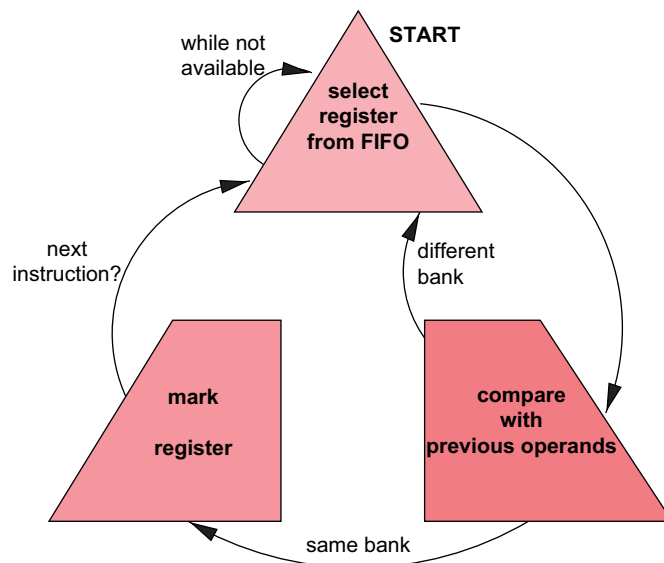 START
while not
available
select
register
from FIFO
next
instruction?
different
bank
mark
register
compare
with
previous operands
same bank